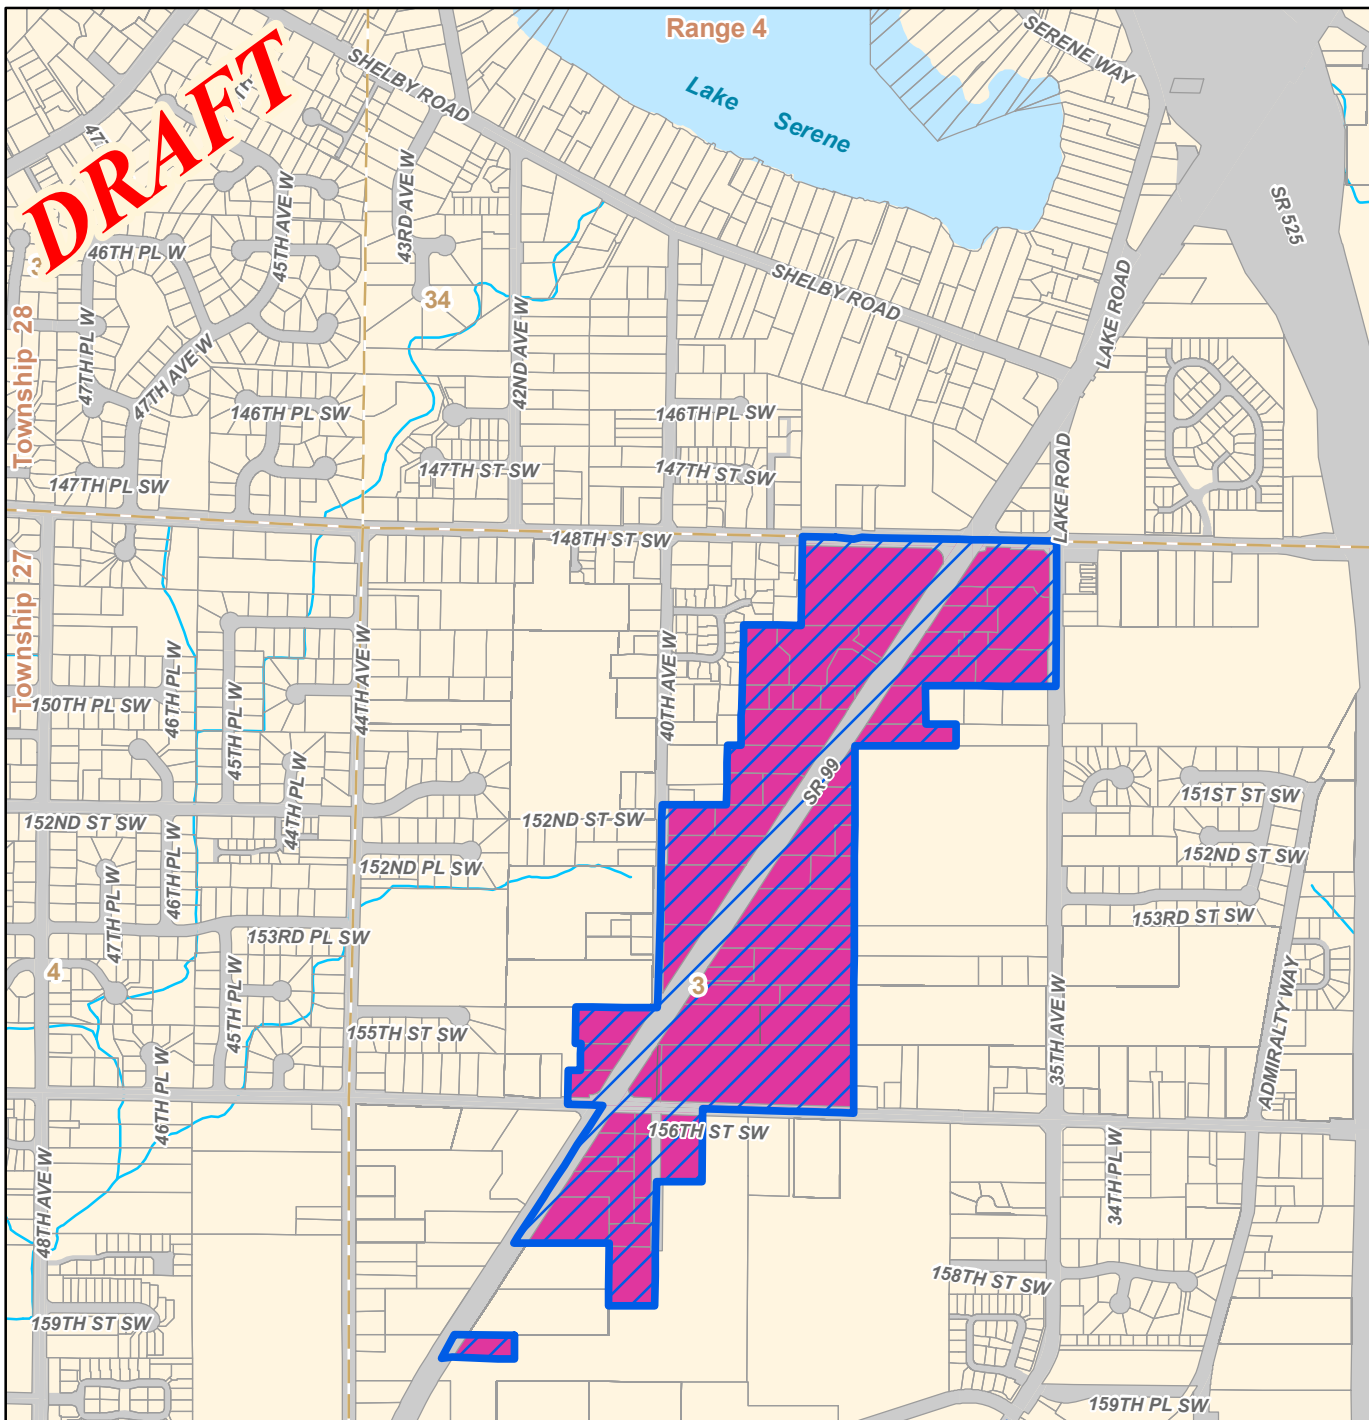 Range 4
SERENE WAY
SHELBY ROAD
DRAFT
Lake Serene
SR 525
43RD AVE W
45TH AVE W
46TH PL W
34
SHELBY ROAD
LAKE ROAD
42ND AVE W
Township 28
47TH PL W
47TH AVE W
146TH PL SW
146TH PL SW
147TH ST SW
147TH ST SW
147TH PL SW
LAKE ROAD
148TH ST SW
Township 27
46TH PL W
44TH AVE W
40TH AVE W
150TH PL SW
45TH PL W
44TH PL W
SR 99
151ST ST SW
152ND ST SW
152ND ST SW
152ND ST SW
152ND PL SW
46TH PL W
47TH PL W
153RD ST SW
153RD PL SW
4
3
45TH PL W
155TH ST SW
35TH AVE W
ADMIRALTY WAY
46TH PL W
156TH ST SW
34TH PL W
48TH AVE W
158TH ST SW
159TH ST SW
159TH PL SW